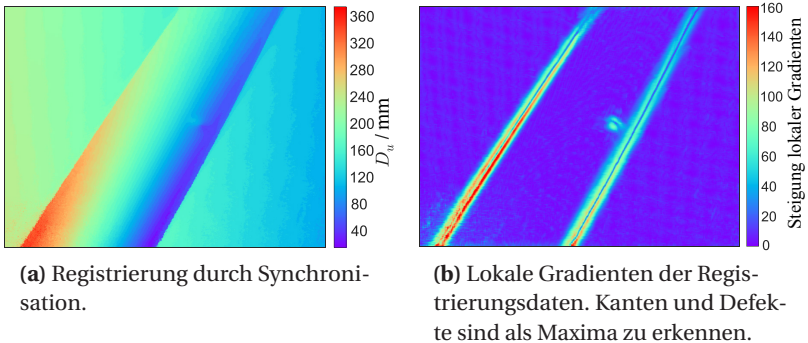 360
320
280
240
200
160
120
80
40
D_u / mm
160
140
120
100
80
60
40
20
0
Steigung lokaler Gradienten
(a) Registrierung durch Synchroni-
sation.
(b) Lokale Gradienten der Regis-
trierungsdaten. Kanten und Defek-
te sind als Maxima zu erkennen.